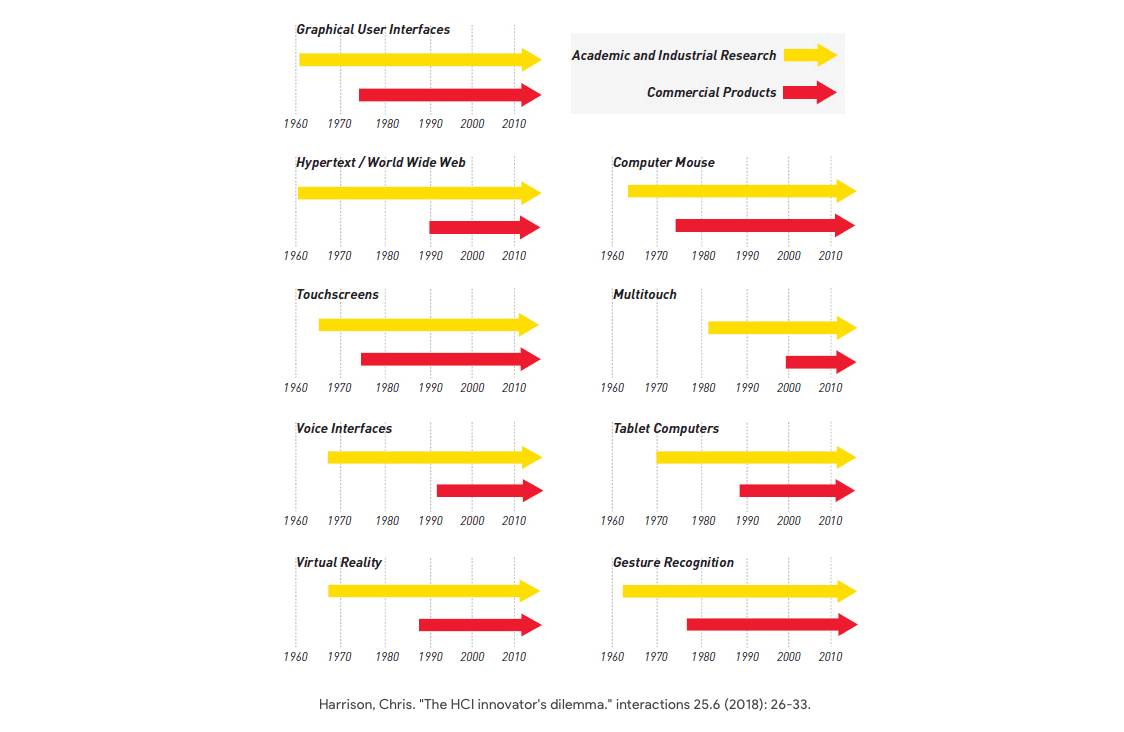 Graphical User Interfaces
1960 1970 1980 1990 2000 2010
Academic and Industrial Research
Commercial Products
Hypertext / World Wide Web
1960 1970 1980 1990 2000 2010
Computer Mouse
1960 1970 1980 1990 2000 2010
Touchscreens
1960 1970 1980 1990 2000 2010
Multitouch
1960 1970 1980 1990 2000 2010
Voice Interfaces
1960 1970 1980 1990 2000 2010
Tablet Computers
1960 1970 1980 1990 2000 2010
Virtual Reality
1960 1970 1980 1990 2000 2010
Gesture Recognition
1960 1970 1980 1990 2000 2010
Harrison, Chris. "The HCI innovator's dilemma." interactions 25.6 (2018): 26-33.